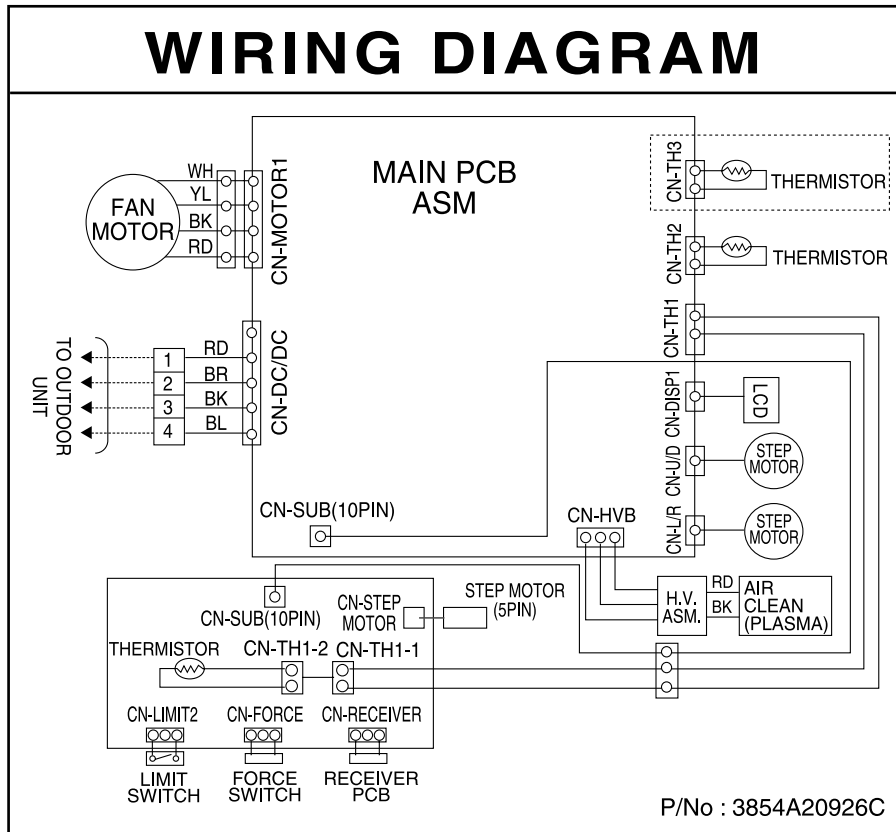 WIRING DIAGRAM
MAIN PCB
ASM
FAN
MOTOR
WH
YL
BK
RD
CN-MOTOR1
CN-TH3
THERMISTOR
CN-TH2
THERMISTOR
CN-TH1
TO OUTDOOR
UNIT
1
2
3
4
RD
BR
BK
BL
CN-DC/DC
CN-DISP1
LCD
CN-U/D
STEP
MOTOR
CN-L/R
STEP
MOTOR
CN-SUB(10PIN)
CN-HVB
H.V.
ASM.
RD
BK
AIR
CLEAN
(PLASMA)
CN-SUB(10PIN)
CN-STEP
MOTOR
STEP MOTOR
(5PIN)
THERMISTOR
CN-TH1-2
CN-TH1-1
CN-LIMIT2
CN-FORCE
CN-RECEIVER
LIMIT
SWITCH
FORCE
SWITCH
RECEIVER
PCB
P/No : 3854A20926C